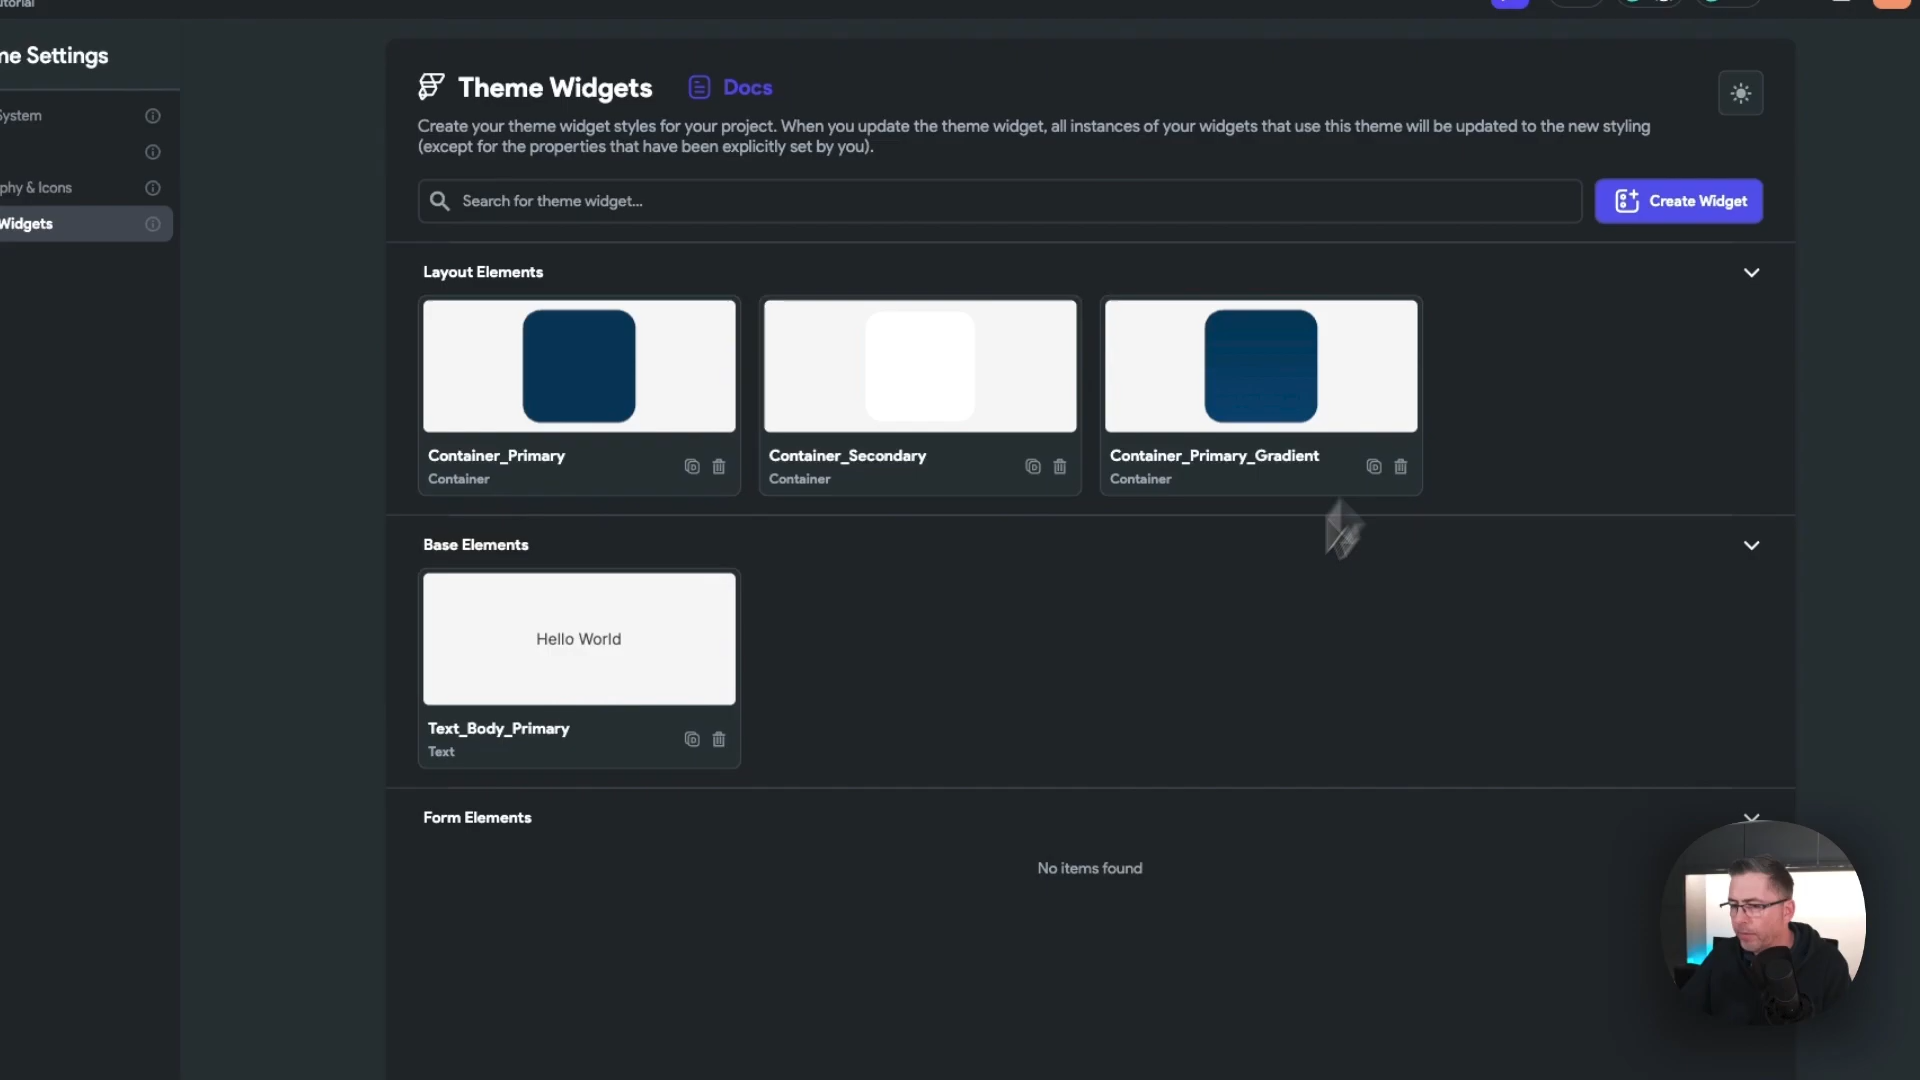 utorial
me Settings
System
phy & Icons
Widgets
Theme Widgets
Docs
Create your theme widget styles for your project. When you update the theme widget, all instances of your widgets that use this theme will be updated to the new styling
(except for the properties that have been explicitly set by you).
Search for theme widget...
Create Widget
Layout Elements
Container_Primary
Container
Container_Secondary
Container
Container_Primary_Gradient
Container
Base Elements
Hello World
Text_Body_Primary
Text
Form Elements
No items found